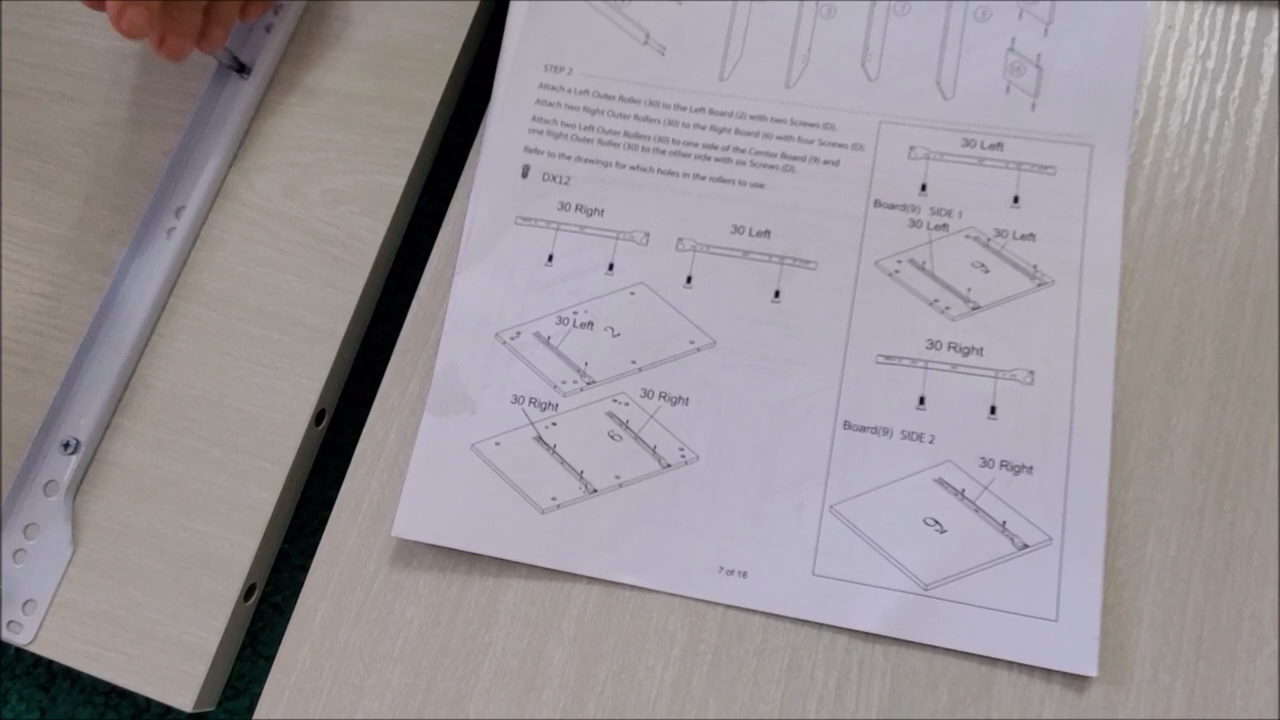 STEP 2
Attach a Left Outer Roller (30) to the Left Board (2) with two Screws (D).
Attach two Right Outer Rollers (30) to the Right Board (6) with four Screws (D).
Attach two Left Outer Rollers (30) to one side of the Center Board (9) and
one Right Outer Roller (30) to the other side with six Screws (D).
Refer to the drawings for which holes in the rollers to use.
DX12
30 Right
30 Left
30 Left
2
30 Right
30 Right
6
30 Left
Board(9) SIDE 1
30 Left
30 Left
30 Right
Board(9) SIDE 2
30 Right
7 of 16